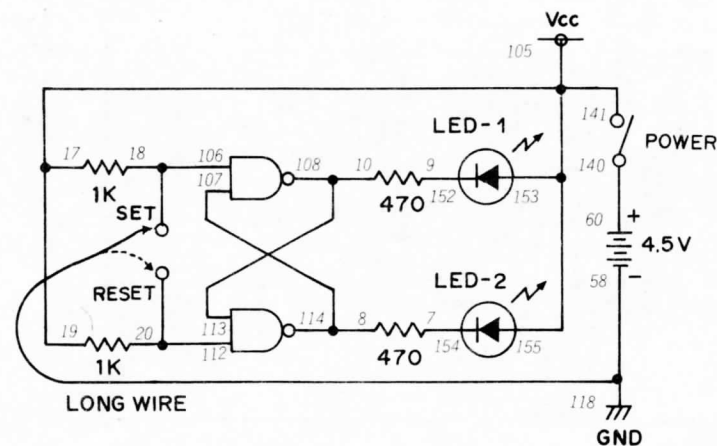 Vcc
105
141
LED-1
POWER
140
17 18 106 108 10 9
107
1K 470 152 153
SET
60 +
4.5V
RESET
LED-2
58 −
19 20 113 114 8 7
112
1K 470 154 155
LONG WIRE
118
GND